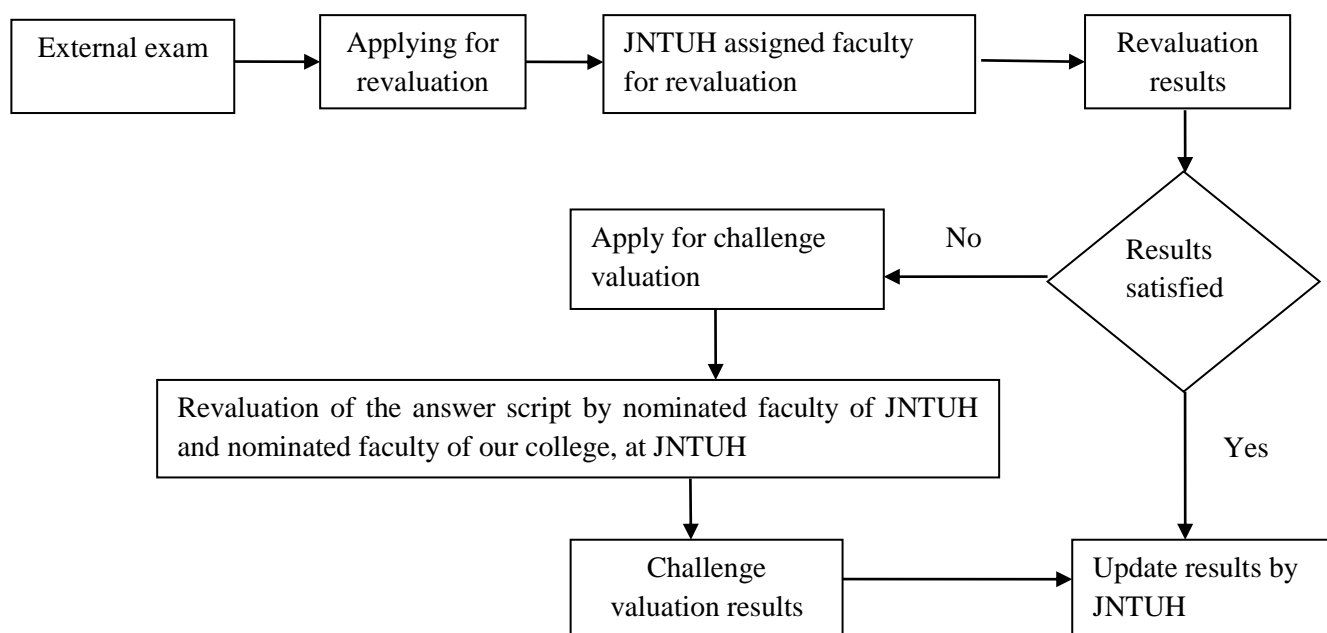 External exam
Applying for
revaluation
JNTUH assigned faculty
for revaluation
Revaluation
results
Results
satisfied
No
Apply for challenge
valuation
Revaluation of the answer script by nominated faculty of JNTUH
and nominated faculty of our college, at JNTUH
Yes
Challenge
valuation results
Update results by
JNTUH